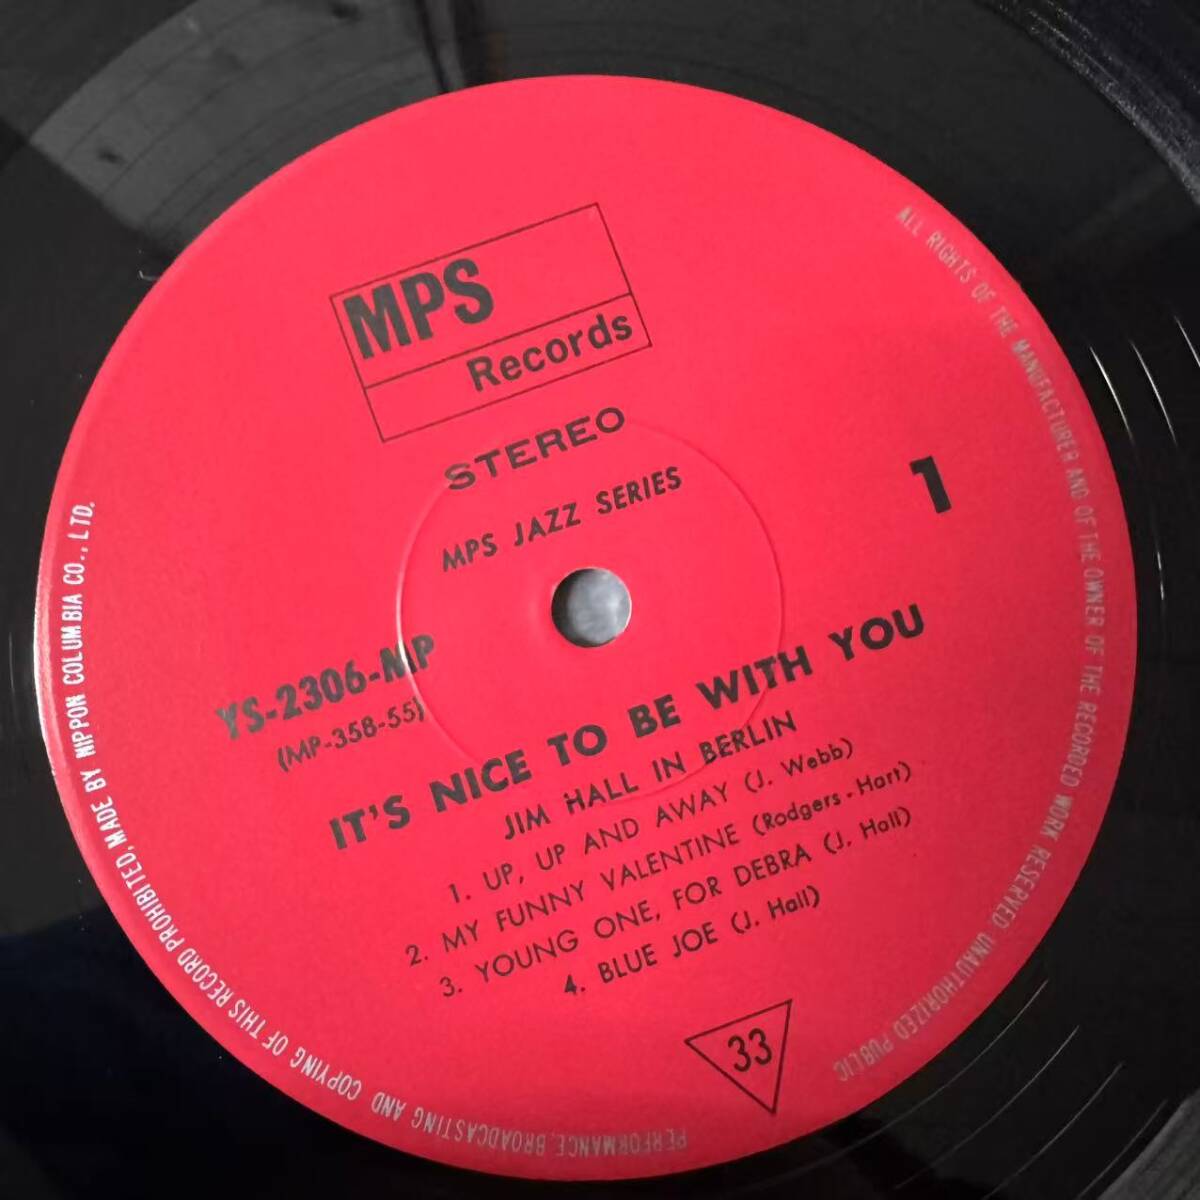 MPS
Records
STEREO
MPS JAZZ SERIES
1
YS-2306-MP
(MP-358-55)
IT'S NICE TO BE WITH YOU
JIM HALL IN BERLIN
1. UP, UP AND AWAY (J. Webb)
2. MY FUNNY VALENTINE (Rodgers - Hart)
3. YOUNG ONE, FOR DEBRA (J. Hall)
4. BLUE JOE (J. Hall)
33
ALL RIGHTS OF THE MANUFACTURER AND OF THE OWNER OF THE RECORDED WORK RESERVED UNAUTHORIZED PUBLIC
PERFORMANCE, BROADCASTING AND COPYING OF THIS RECORD PROHIBITED, MADE BY NIPPON COLUMBIA CO., LTD.